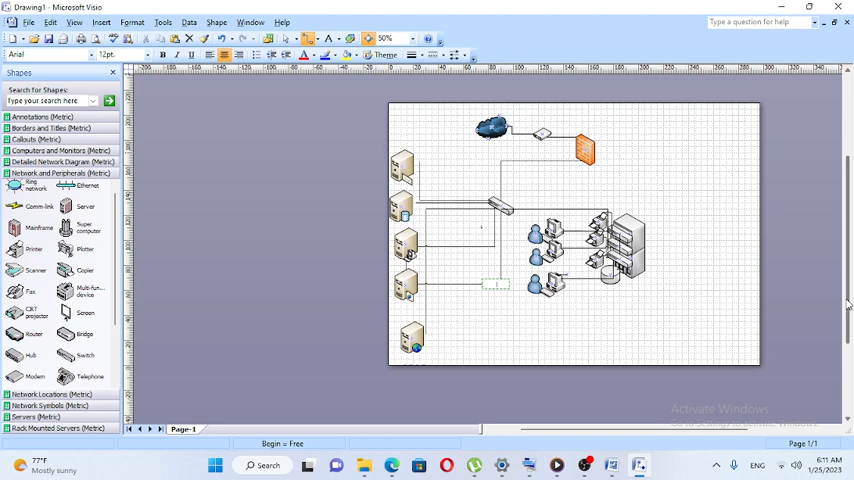 Drawing1 - Microsoft Visio
File Edit View Insert Format Tools Data Shape Window Help
Type a question for help
50%
Arial
12pt.
Theme
Shapes
Search for Shapes:
Type your search here
Annotations (Metric)
Borders and Titles (Metric)
Callouts (Metric)
Computers and Monitors (Metric)
Detailed Network Diagram (Metric)
Network and Peripherals (Metric)
Ring network
Ethernet
Comm-link
Server
Mainframe
Super computer
Printer
Plotter
Scanner
Copier
Fax
Multi-fun... device
CRT projector
Screen
Router
Bridge
Hub
Switch
Modem
Telephone
Network Locations (Metric)
Network Symbols (Metric)
Servers (Metric)
Rack Mounted Servers (Metric)
Page-1
Begin = Free
Page 1/1
Activate Windows
77°F
Mostly sunny
Search
ENG
6:11 AM
1/25/2023